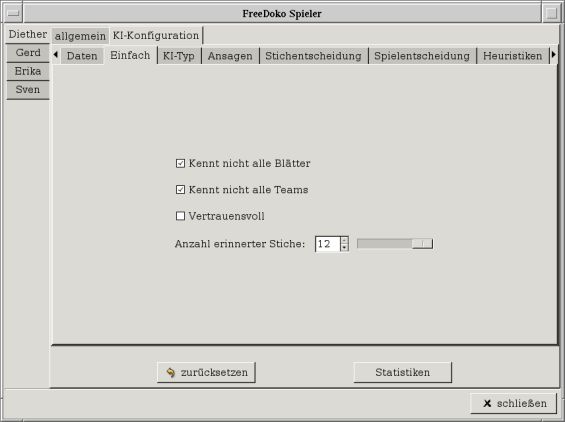 FreeDoko Spieler
Diether
Gerd
Erika
Sven
allgemein KI-Konfiguration
Daten Einfach KI-Typ Ansagen Stichentscheidung Spielentscheidung Heuristiken
Kennt nicht alle Blätter
Kennt nicht alle Teams
Vertrauensvoll
Anzahl erinnerter Stiche: 12
zurücksetzen Statistiken
schließen